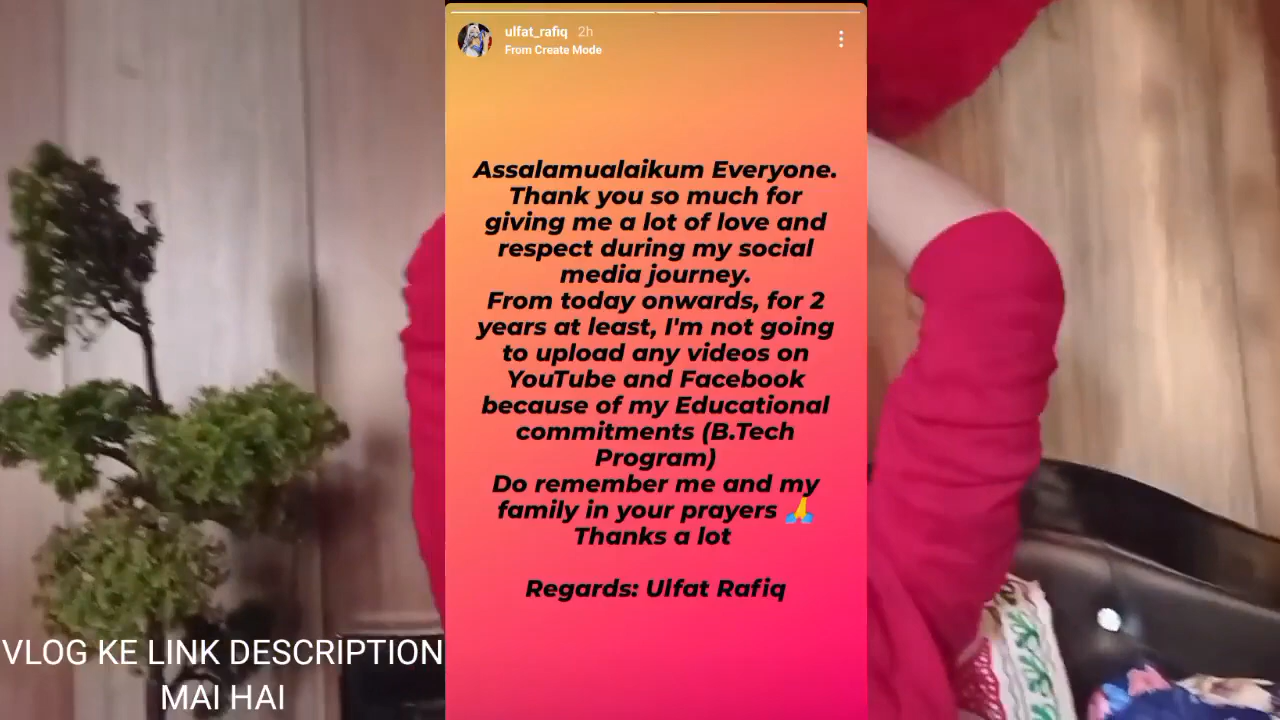 ulfat_rafiq 2h
From Create Mode
Assalamualaikum Everyone.
Thank you so much for
giving me a lot of love and
respect during my social
media journey.
From today onwards, for 2
years at least, I'm not going
to upload any videos on
YouTube and Facebook
because of my Educational
commitments (B.Tech
Program)
Do remember me and my
family in your prayers 🙏
Thanks a lot
Regards: Ulfat Rafiq
VLOG KE LINK DESCRIPTION
MAI HAI